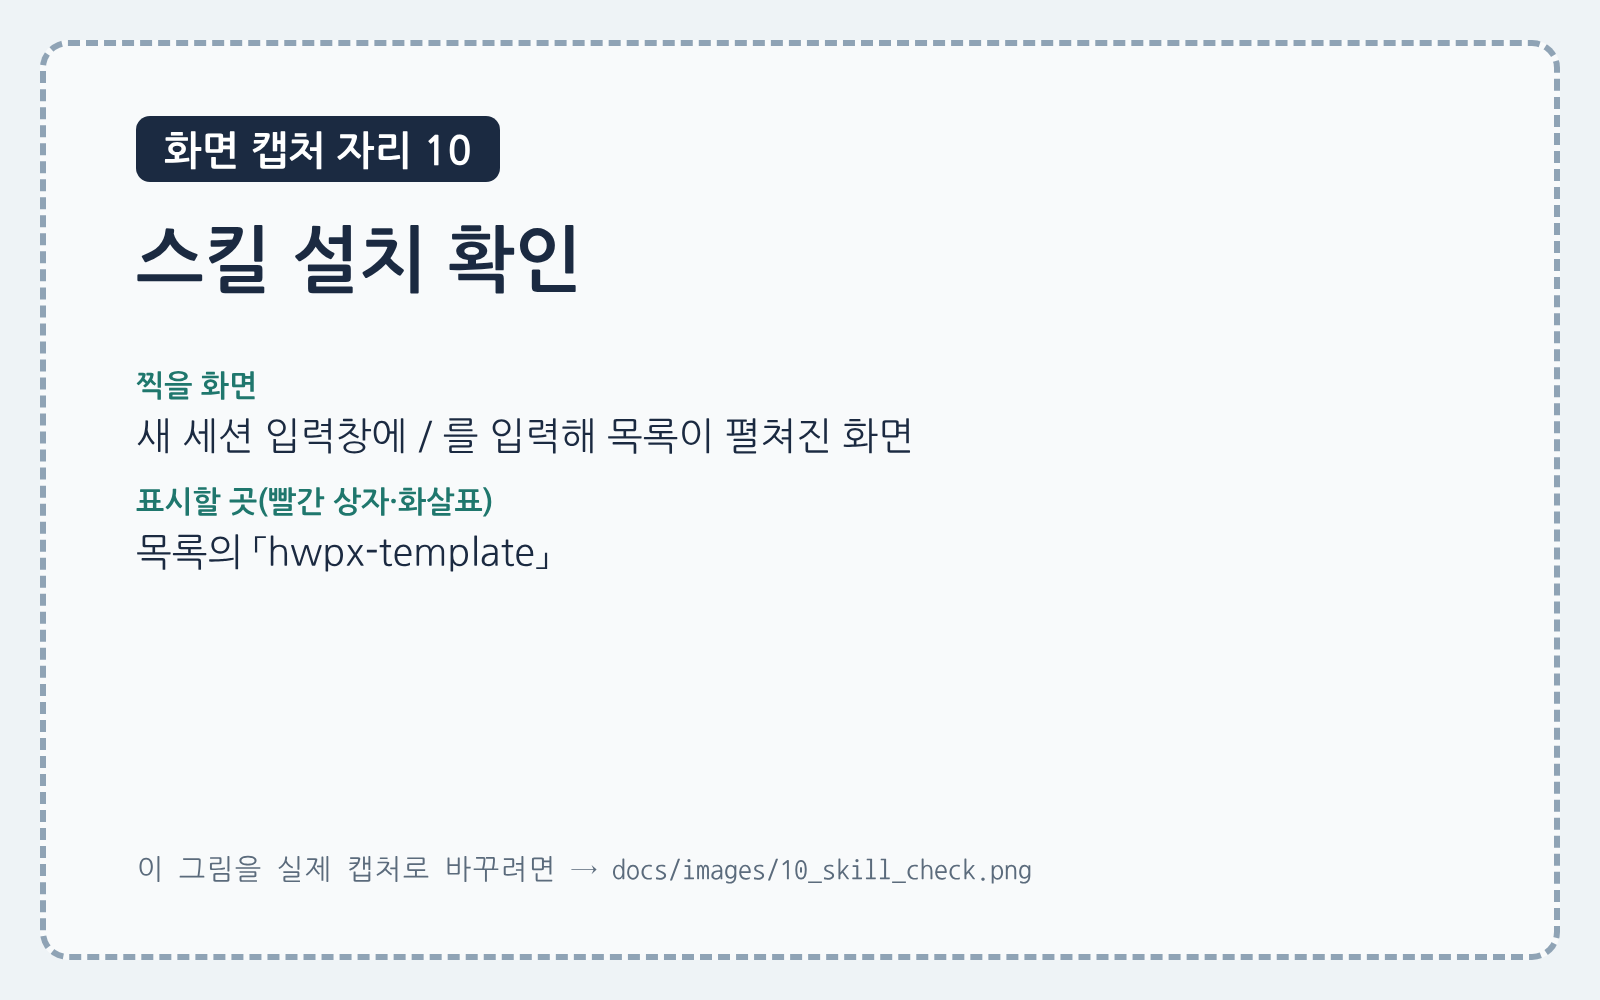 화면 캡처 자리 10
스킬 설치 확인
찍을 화면
새 세션 입력창에 / 를 입력해 목록이 펼쳐진 화면
표시할 곳(빨간 상자·화살표)
목록의 「hwpx-template」
이 그림을 실제 캡처로 바꾸려면 → docs/images/10_skill_check.png